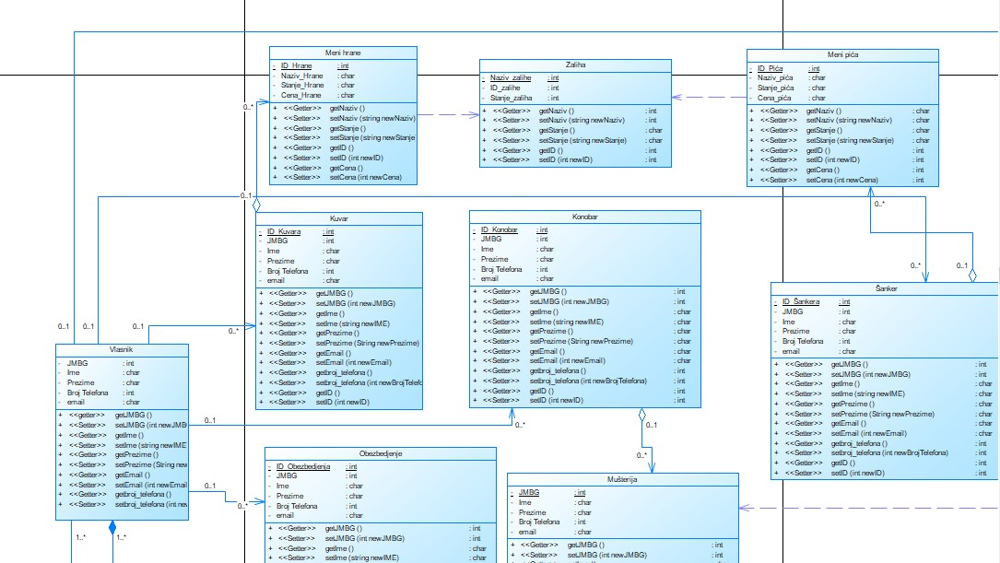 Meni hrane
- ID_Hrane : int
- Naziv_Hrane : char
- Stanje_Hrane : char
- Cena_Hrane : char
+ <<Getter>> getNaziv ()
+ <<Setter>> setNaziv (string newNaziv)
+ <<Getter>> getStanje ()
+ <<Setter>> setStanje (string newStanje
+ <<Getter>> getID ()
+ <<Setter>> setID (int newID)
+ <<Getter>> getCena ()
+ <<Setter>> setCena (int newCena)
Zaliha
- Naziv_zalihe : int
- ID_zalihe : int
- Stanje_zaliha : int
+ <<Getter>> getNaziv () : int
+ <<Setter>> setNaziv (string newNaziv) : int
+ <<Getter>> getStanje () : char
+ <<Setter>> setStanje (string newStanje) : char
+ <<Getter>> getID () : int
+ <<Setter>> setID (int newID) : int
Meni pića
- ID_Pića : int
- Naziv_pića : char
- Stanje_pića : char
- Cena_pića : char
+ <<Getter>> getNaziv () : char
+ <<Setter>> setNaziv (string newNaziv) : char
+ <<Getter>> getStanje () : char
+ <<Setter>> setStanje (string newStanje) : char
+ <<Getter>> getID () : int
+ <<Setter>> setID (int newID) : int
+ <<Getter>> getCena () : int
+ <<Setter>> setCena (int newCena) : int
0..*
0..1
0..*
Kuvar
- ID_Kuvara : int
- JMBG : int
- Ime : char
- Prezime : char
- Broj Telefona : int
- email : char
+ <<Getter>> getJMBG ()
+ <<Setter>> setJMBG (int newJMBG)
+ <<Getter>> getIme ()
+ <<Setter>> setIme (string newIME)
+ <<Getter>> getPrezime ()
+ <<Setter>> setPrezime (String newPrezime)
+ <<Getter>> getEmail ()
+ <<Setter>> setEmail (int newEmail)
+ <<Getter>> getbroj_telefona ()
+ <<Setter>> setbroj_telefona (int newBrojTelefo
+ <<Getter>> getID ()
+ <<Setter>> setID (int newID)
Konobar
- ID_Konobar : int
- JMBG : int
- Ime : char
- Prezime : char
- Broj Telefona : int
- email : char
+ <<Getter>> getJMBG () : int
+ <<Setter>> setJMBG (int newJMBG) : int
+ <<Getter>> getIme () : char
+ <<Setter>> setIme (string newIME) : char
+ <<Getter>> getPrezime () : char
+ <<Setter>> setPrezime (String newPrezime) : char
+ <<Getter>> getEmail () : char
+ <<Setter>> setEmail (int newEmail) : char
+ <<Getter>> getbroj_telefona () : int
+ <<Setter>> setbroj_telefona (int newBrojTelefona) : int
+ <<Getter>> getID () : int
+ <<Setter>> setID (int newID) : int
0..* 0..1
Šanker
- ID_Šankera : int
- JMBG : int
- Ime : char
- Prezime : char
- Broj Telefona : int
- email : char
+ <<Getter>> getJMBG () : int
+ <<Setter>> setJMBG (int newJMBG) : int
+ <<Getter>> getIme () : char
+ <<Setter>> setIme (string newIME) : char
+ <<Getter>> getPrezime () : char
+ <<Setter>> setPrezime (String newPrezime) : char
+ <<Getter>> getEmail () : char
+ <<Setter>> setEmail (int newEmail) : char
+ <<Getter>> getbroj_telefona () : int
+ <<Setter>> setbroj_telefona (int newBrojTelefona) : int
+ <<Getter>> getID () : int
+ <<Setter>> setID (int newID) : int
0..1 0..1 0..1
0..*
Vlasnik
- JMBG : int
- Ime : char
- Prezime : char
- Broj Telefona : int
- email : char
+ <<getter>> getJMBG ()
+ <<Setter>> setJMBG (int newJMB
+ <<Getter>> getIme ()
+ <<Setter>> setIme (string newIME
+ <<Getter>> getPrezime ()
+ <<Setter>> setPrezime (String new
+ <<Getter>> getEmail ()
+ <<Setter>> setEmail (int newEmail
+ <<Getter>> getbroj_telefona ()
+ <<Setter>> setbroj_telefona (int nev
0..1
0..*
0..1
0..*
0..1
0..*
1..* 1..*
Obezbedjenje
- ID_Obezbedjenja : int
- JMBG : int
- Ime : char
- Prezime : char
- Broj Telefona : int
- email : char
+ <<Getter>> getJMBG () : int
+ <<Setter>> setJMBG (int newJMBG) : int
+ <<Getter>> getIme () : char
+ <<Setter>> setIme (string newIME) : char
Mušterija
- JMBG : int
- Ime : char
- Prezime : char
- Broj Telefona : int
- email : char
+ <<Getter>> getJMBG () : int
+ <<Setter>> setJMBG (int newJMBG) : int